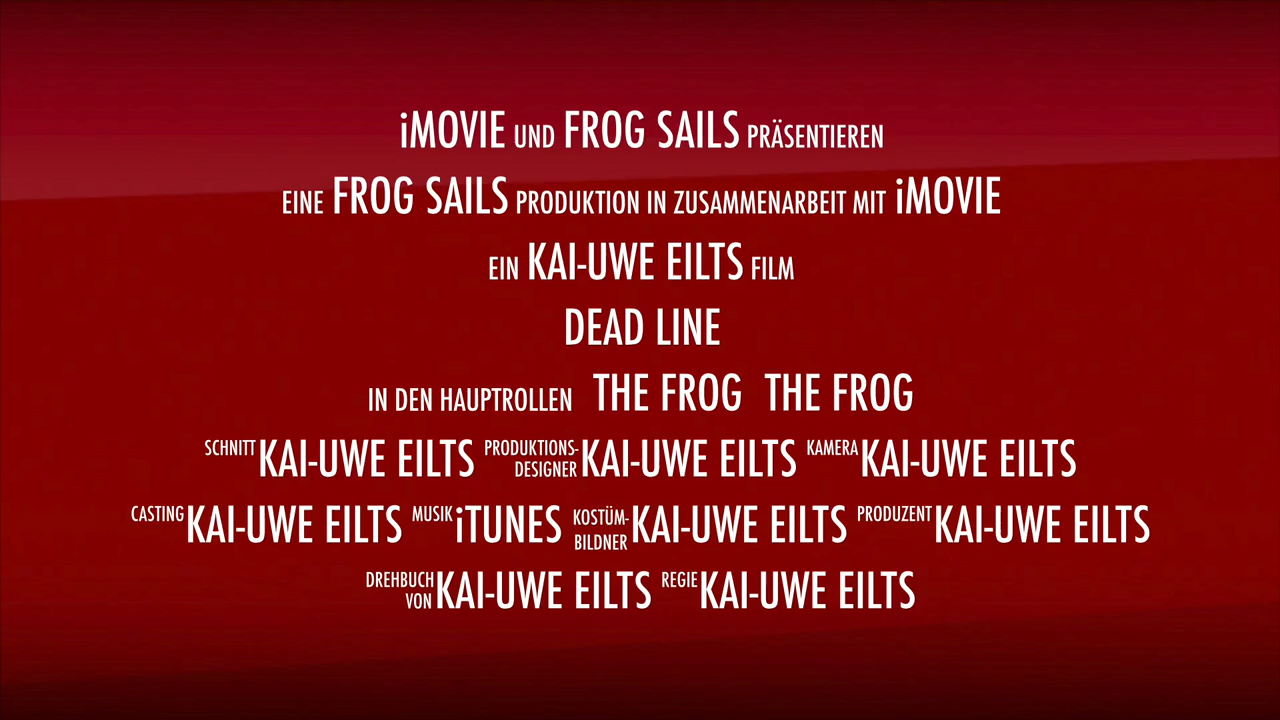 iMOVIE UND FROG SAILS PRÄSENTIEREN
EINE FROG SAILS PRODUKTION IN ZUSAMMENARBEIT MIT iMOVIE
EIN KAI-UWE EILTS FILM
DEAD LINE
IN DEN HAUPTROLLEN THE FROG THE FROG
SCHNITT KAI-UWE EILTS PRODUKTIONS-DESIGNER KAI-UWE EILTS KAMERA KAI-UWE EILTS
CASTING KAI-UWE EILTS MUSIK iTUNES KOSTÜM-BILDNER KAI-UWE EILTS PRODUZENT KAI-UWE EILTS
DREHBUCH VON KAI-UWE EILTS REGIE KAI-UWE EILTS